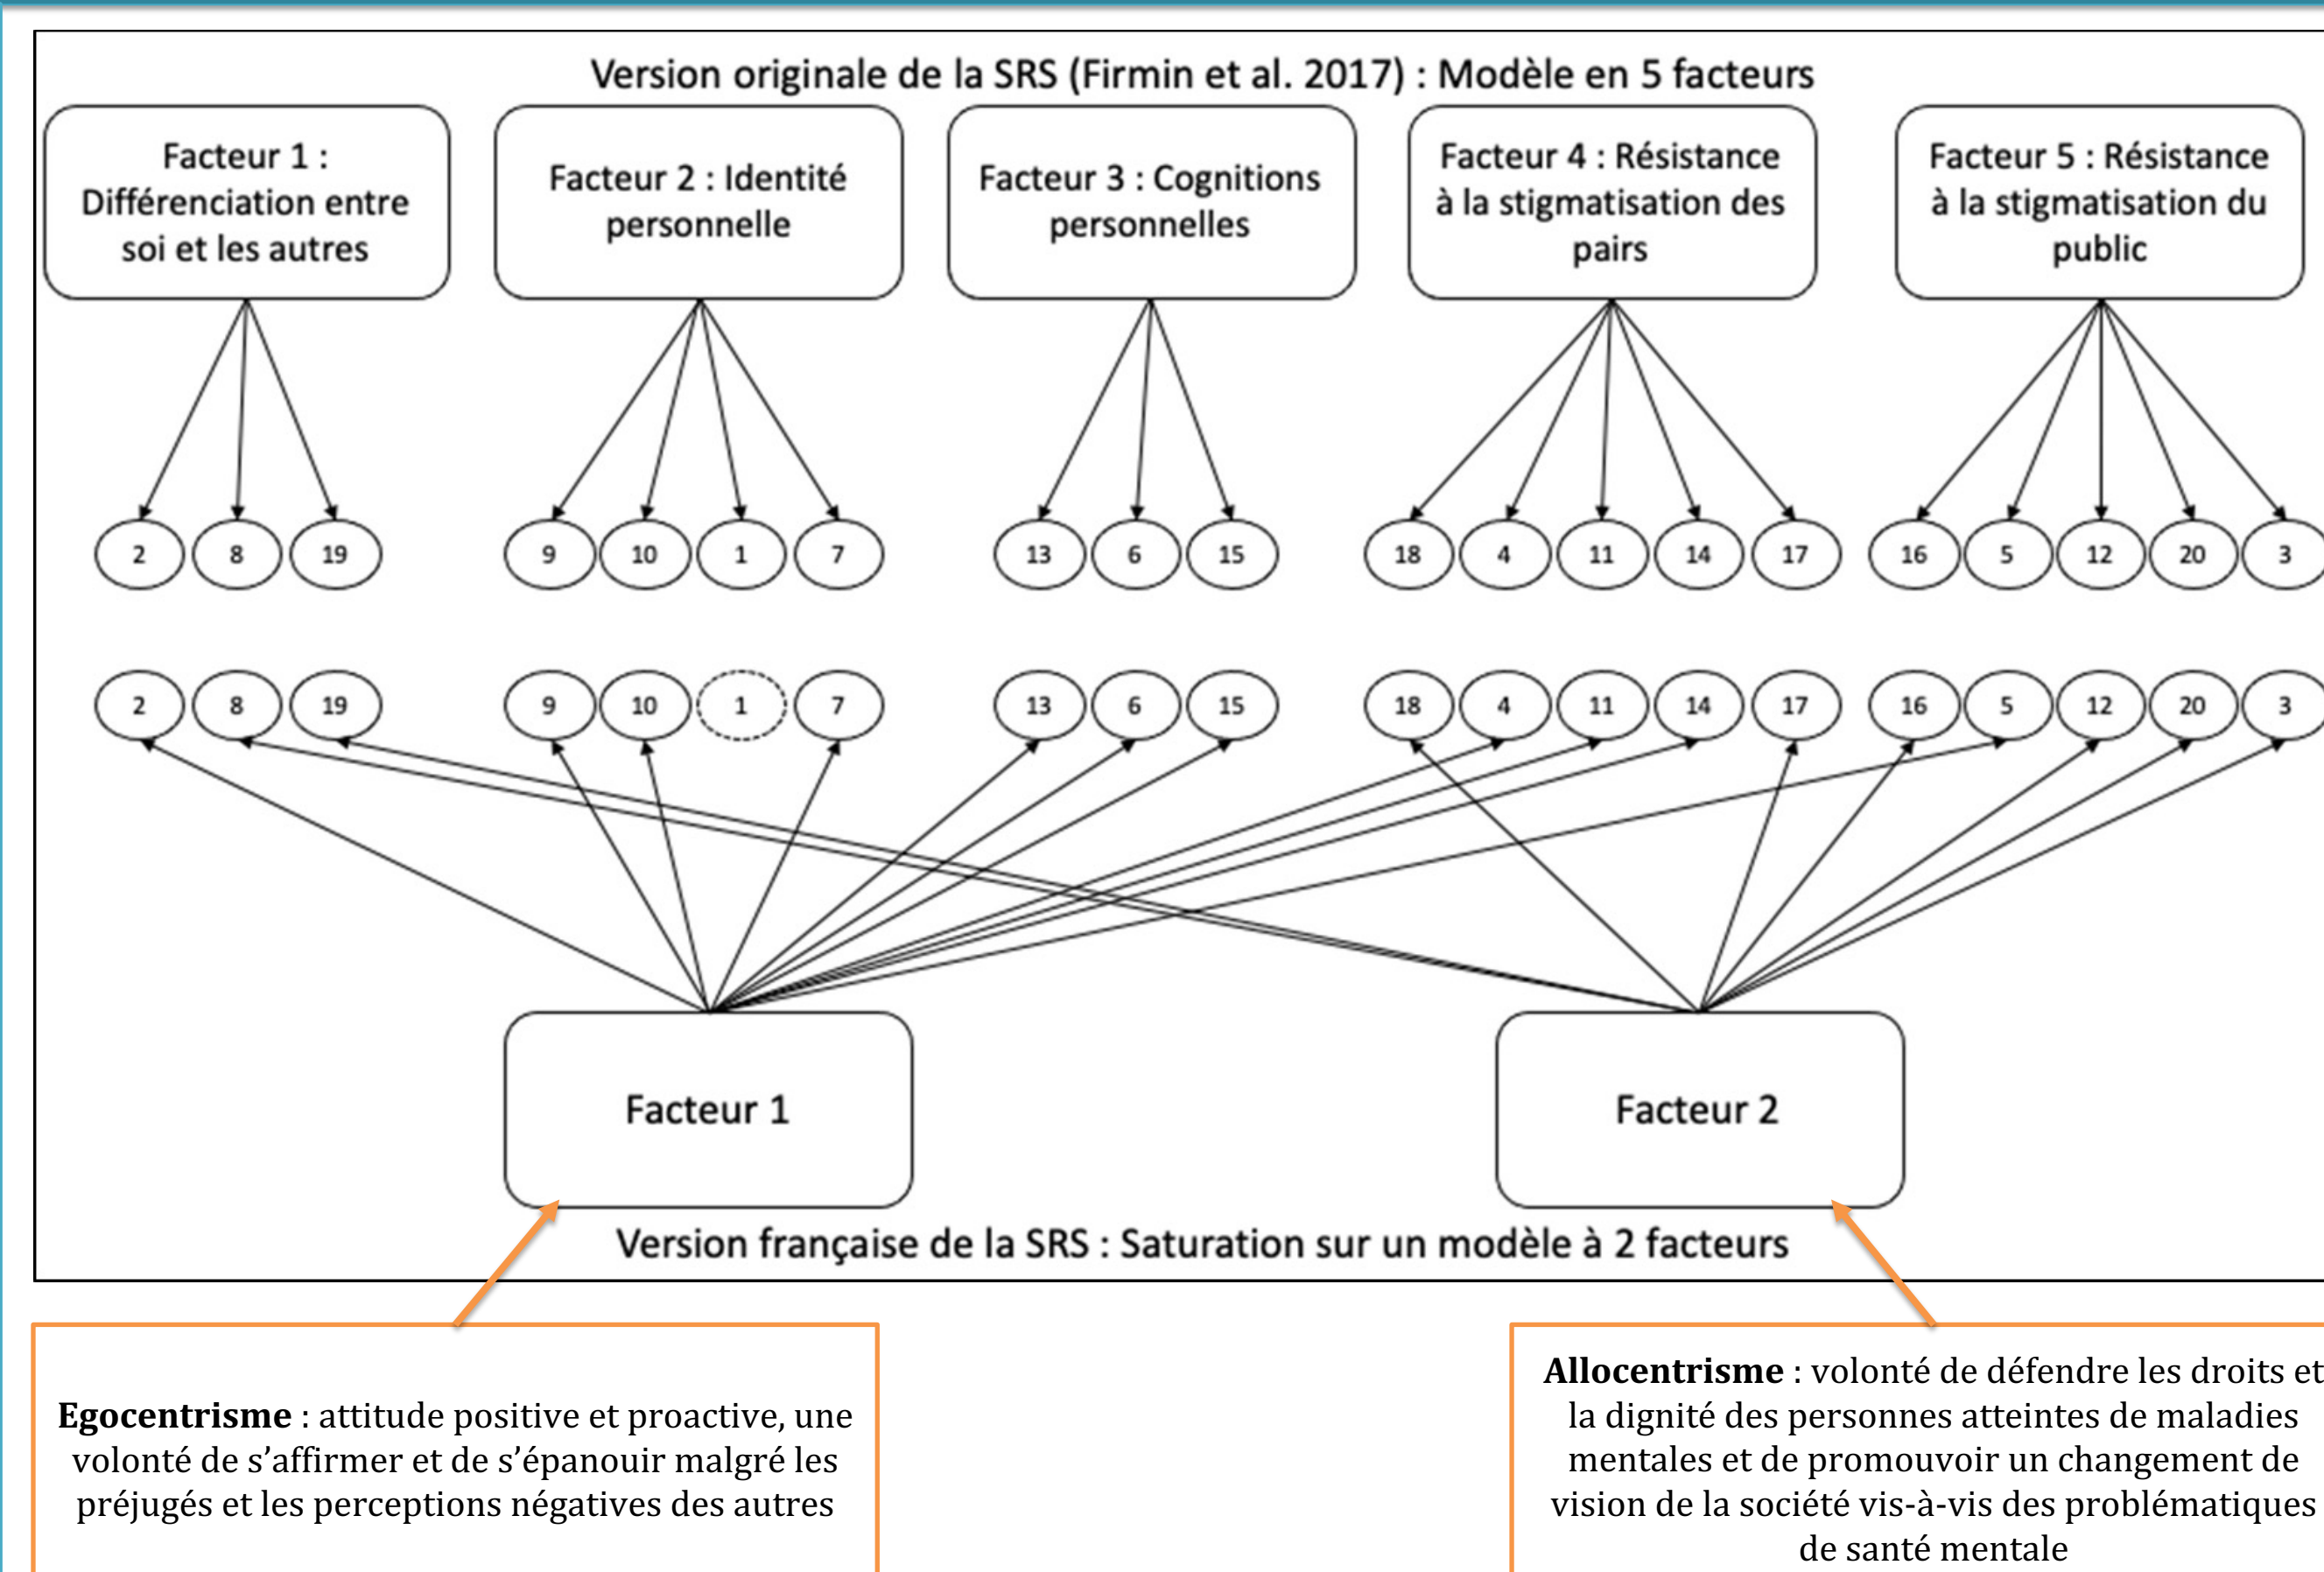 Version originale de la SRS (Firmin et al. 2017) : Modèle en 5 facteurs
Facteur 1 :
Différenciation entre
soi et les autres
Facteur 2 : Identité
personnelle
Facteur 3 : Cognitions
personnelles
Facteur 4 : Résistance
à la stigmatisation des
pairs
Facteur 5 : Résistance
à la stigmatisation du
public
2 8 19 9 10 1 7 13 6 15 18 4 11 14 17 16 5 12 20 3
2 8 19 9 10 1 7 13 6 15 18 4 11 14 17 16 5 12 20 3
Facteur 1
Facteur 2
Version française de la SRS : Saturation sur un modèle à 2 facteurs
Egocentrisme : attitude positive et proactive, une
volonté de s’affirmer et de s’épanouir malgré les
préjugés et les perceptions négatives des autres
Allocentrisme : volonté de défendre les droits et
la dignité des personnes atteintes de maladies
mentales et de promouvoir un changement de
vision de la société vis-à-vis des problématiques
de santé mentale